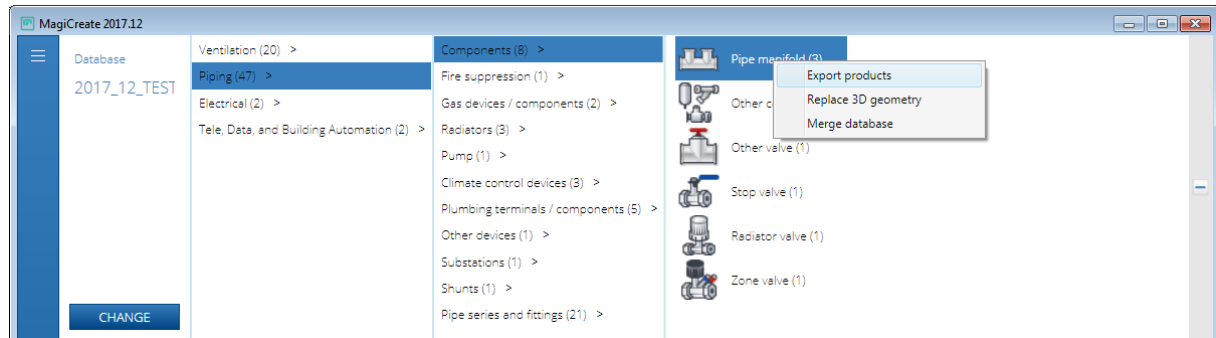 MagiCreate 2017.12
Database
2017_12_TEST
CHANGE
Ventilation (20) >
Piping (47) >
Electrical (2) >
Tele, Data, and Building Automation (2) >
Components (8) >
Fire suppression (1) >
Gas devices / components (2) >
Radiators (3) >
Pump (1) >
Climate control devices (3) >
Plumbing terminals / components (5) >
Other devices (1) >
Substations (1) >
Shunts (1) >
Pipe series and fittings (21) >
Pipe manifold (3)
Other
Other valve (1)
Stop valve (1)
Radiator valve (1)
Zone valve (1)
Export products
Replace 3D geometry
Merge database